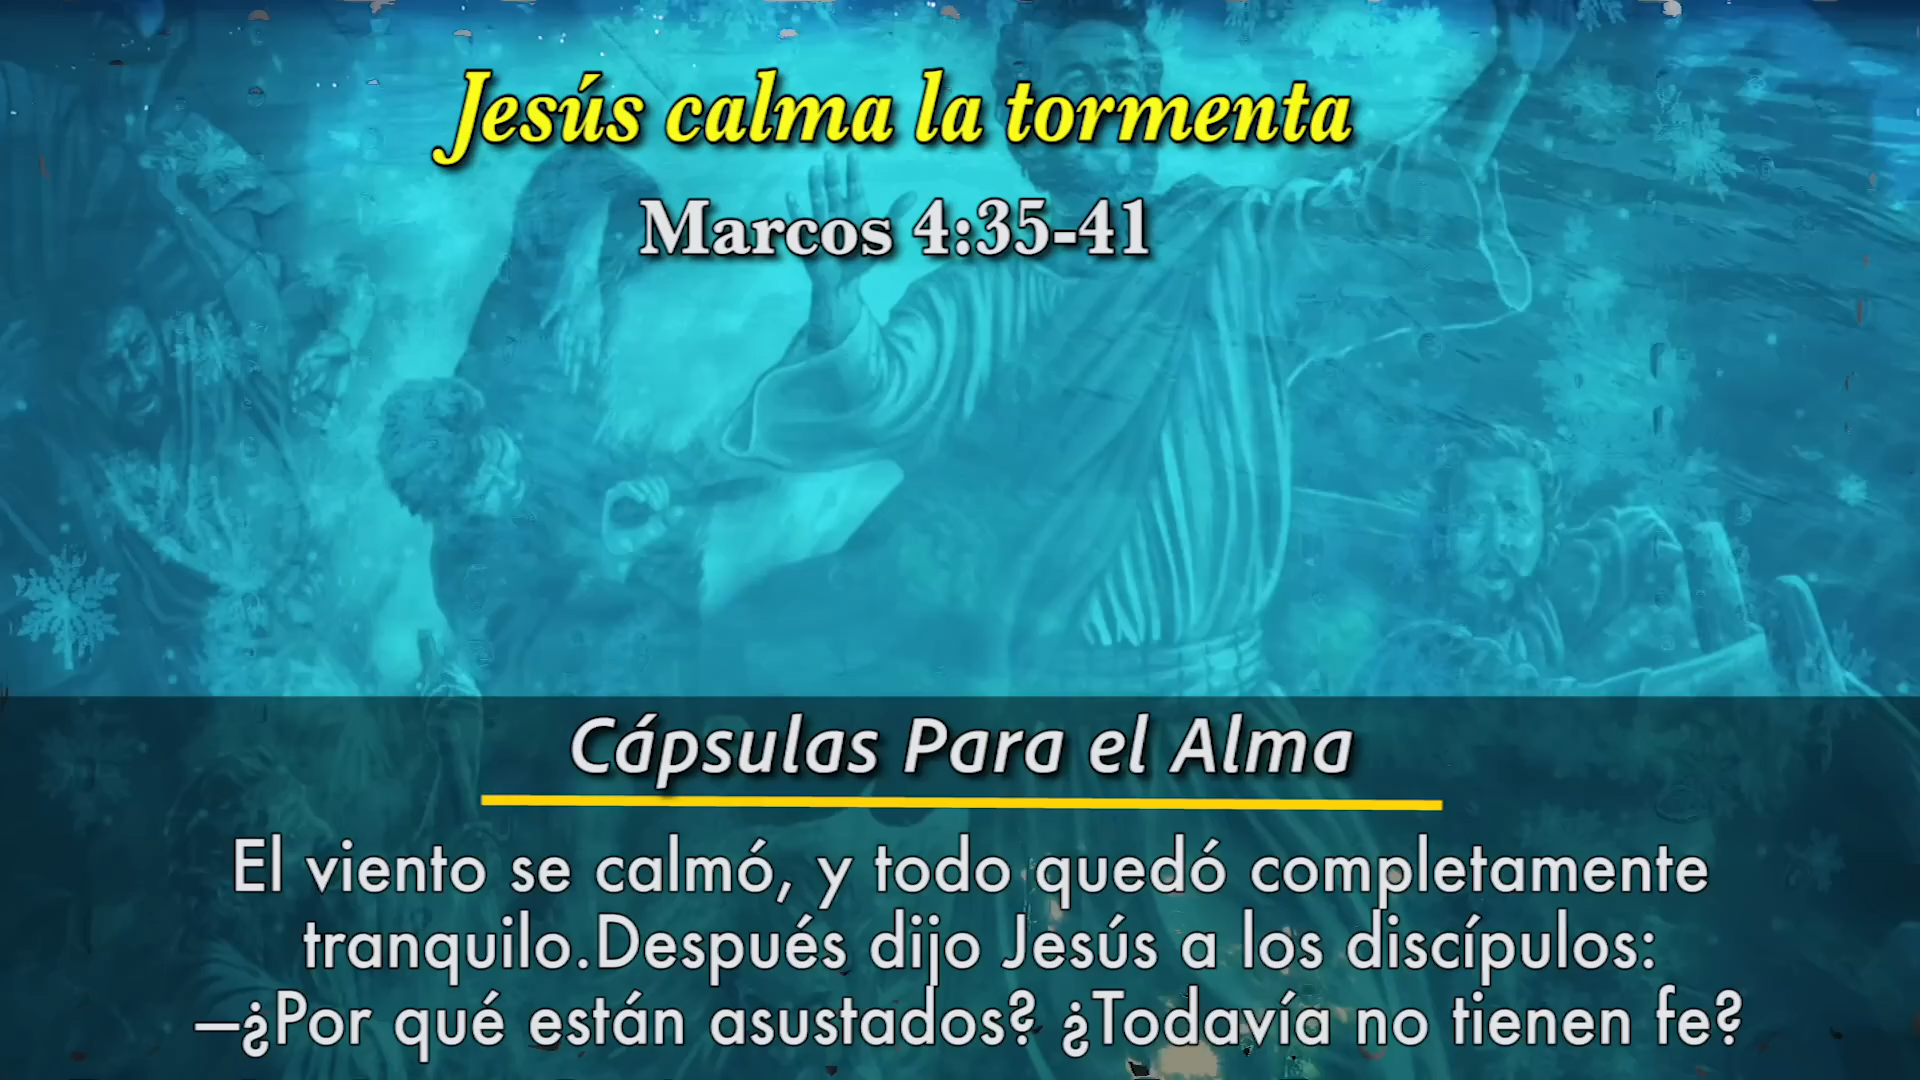 Jesús calma la tormenta
Marcos 4:35-41
Cápsulas Para el Alma
El viento se calmó, y todo quedó completamente
tranquilo.Después dijo Jesús a los discípulos:
—¿Por qué están asustados? ¿Todavía no tienen fe?